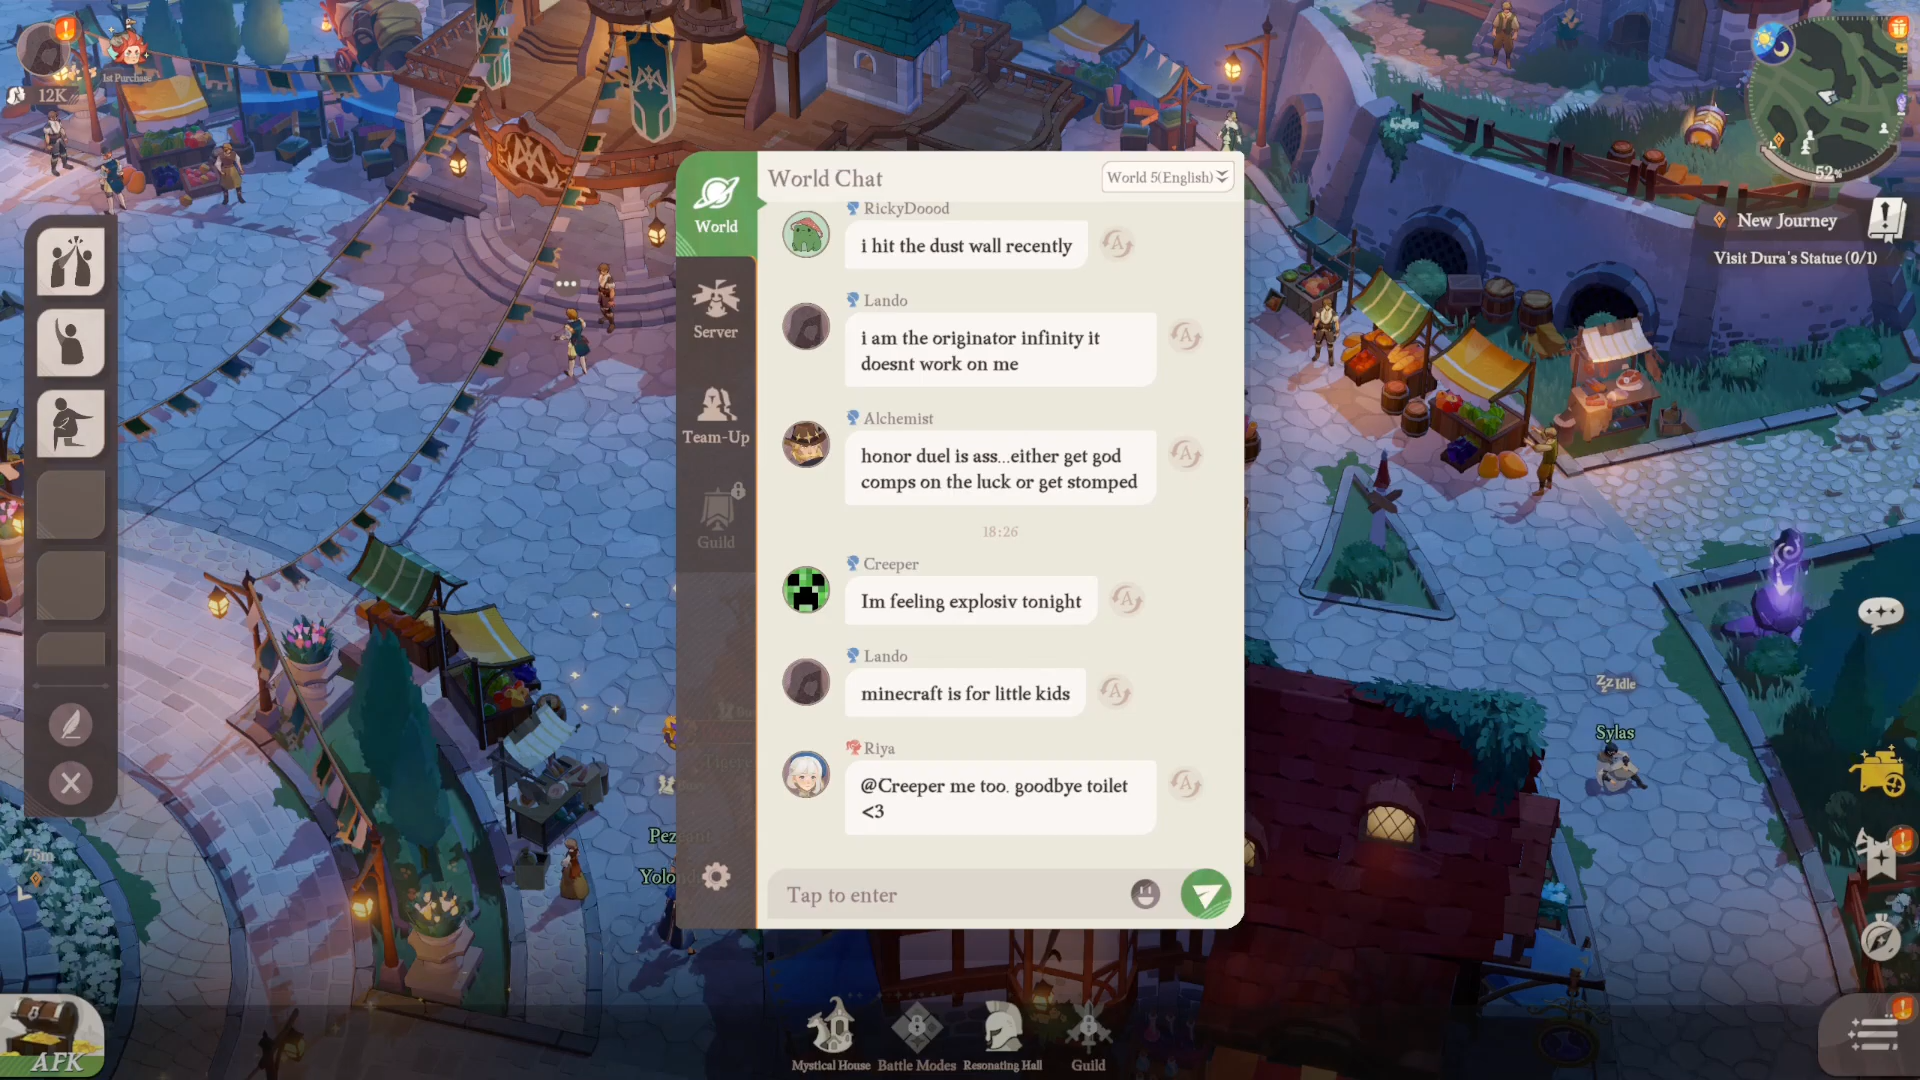 1st Purchase
12K
World Chat
World 5(English)
World
Server
Team-Up
Guild
RickyDoood
i hit the dust wall recently
Lando
i am the originator infinity it
doesnt work on me
Alchemist
honor duel is ass...either get god
comps on the luck or get stomped
18:26
Creeper
Im feeling explosiv tonight
Lando
minecraft is for little kids
Riya
@Creeper me too. goodbye toilet
<3
Tap to enter
52%
New Journey
Visit Dura's Statue (0/1)
zz Idle
Sylas
75m
AFK
Mystical House
Battle Modes
Resonating Hall
Guild